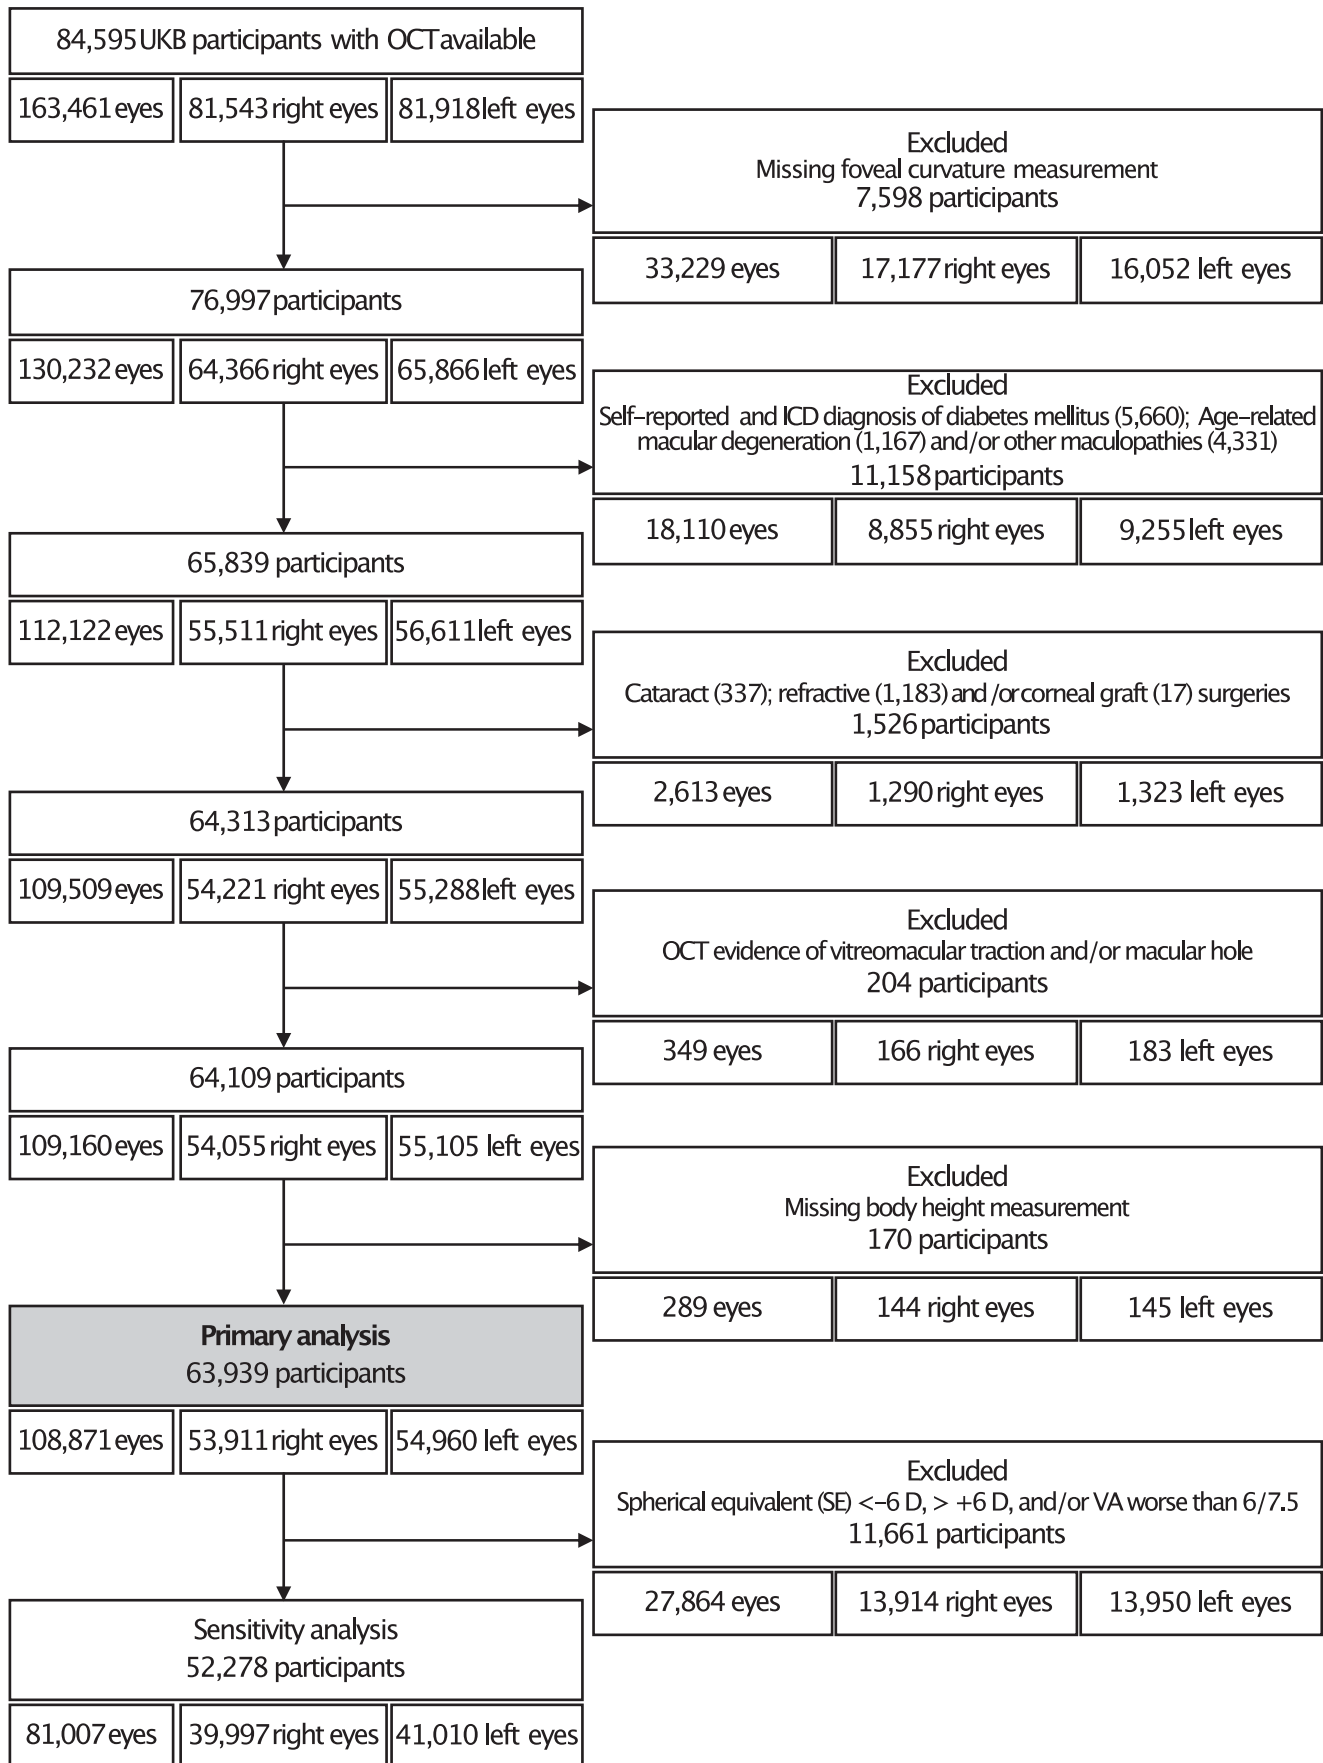 84,595 UKB participants with OCT available
163,461 eyes
81,543 right eyes
81,918 left eyes
Excluded
Missing foveal curvature measurement
7,598 participants
33,229 eyes
17,177 right eyes
16,052 left eyes
76,997 participants
130,232 eyes
64,366 right eyes
65,866 left eyes
Excluded
Self–reported and ICD diagnosis of diabetes mellitus (5,660); Age–related
macular degeneration (1,167) and/or other maculopathies (4,331)
11,158 participants
18,110 eyes
8,855 right eyes
9,255 left eyes
65,839 participants
112,122 eyes
55,511 right eyes
56,611 left eyes
Excluded
Cataract (337); refractive (1,183) and /or corneal graft (17) surgeries
1,526 participants
2,613 eyes
1,290 right eyes
1,323 left eyes
64,313 participants
109,509 eyes
54,221 right eyes
55,288 left eyes
Excluded
OCT evidence of vitreomacular traction and/or macular hole
204 participants
349 eyes
166 right eyes
183 left eyes
64,109 participants
109,160 eyes
54,055 right eyes
55,105 left eyes
Excluded
Missing body height measurement
170 participants
289 eyes
144 right eyes
145 left eyes
Primary analysis
63,939 participants
108,871 eyes
53,911 right eyes
54,960 left eyes
Excluded
Spherical equivalent (SE) <–6 D, > +6 D, and/or VA worse than 6/7.5
11,661 participants
27,864 eyes
13,914 right eyes
13,950 left eyes
Sensitivity analysis
52,278 participants
81,007 eyes
39,997 right eyes
41,010 left eyes